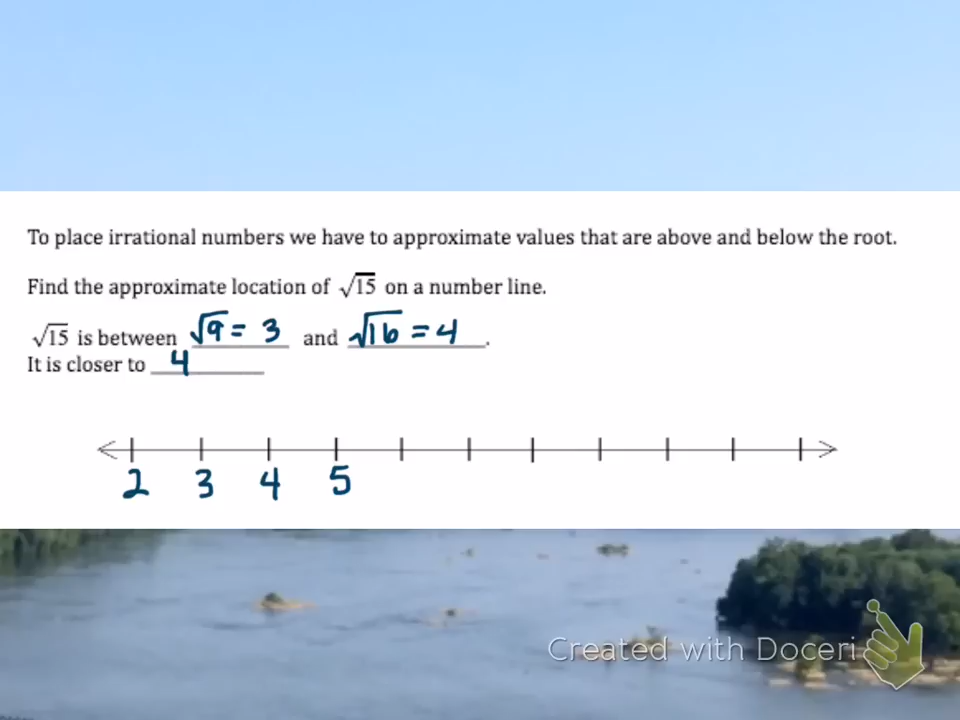 To place irrational numbers we have to approximate values that are above and below the root.
Find the approximate location of √15 on a number line.
√15 is between √9 = 3 and √16 = 4.
It is closer to 4
2 3 4 5
Created with Doceri